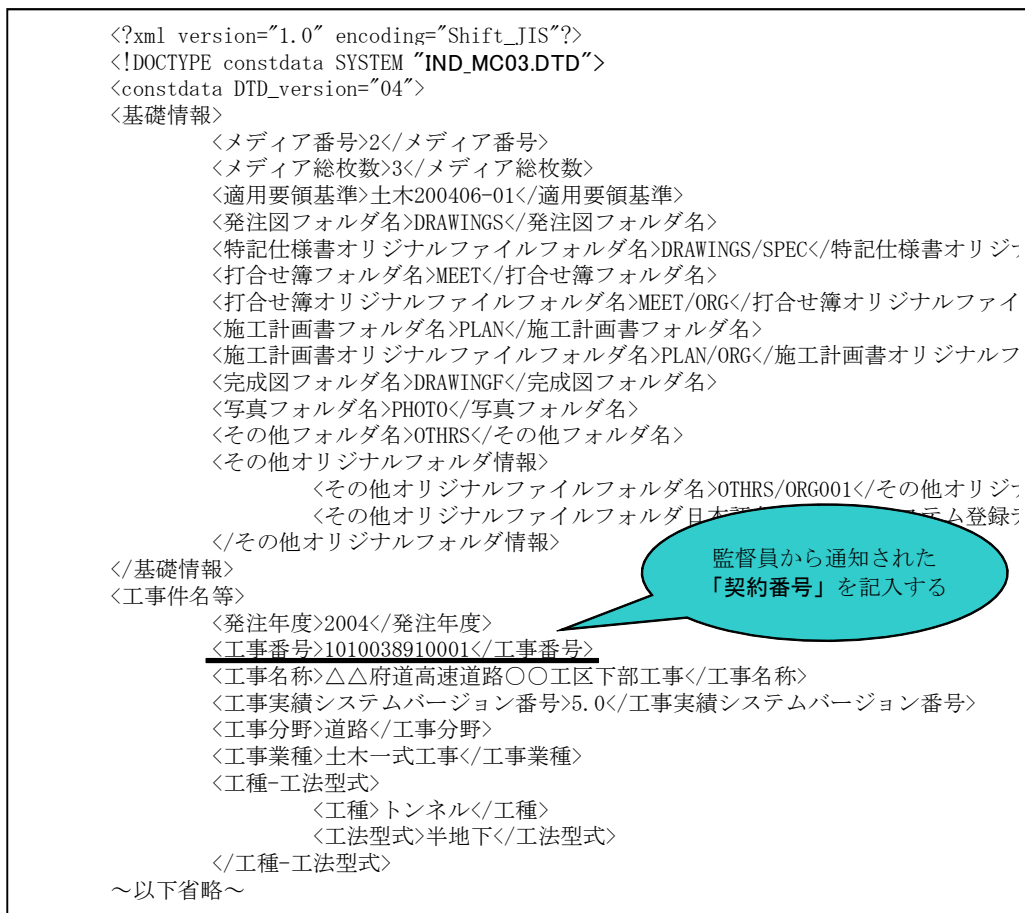 <?xml version="1.0" encoding="Shift_JIS"?>
<!DOCTYPE constdata SYSTEM "IND_MC03.DTD">
<constdata DTD_version="04">
<基礎情報>
<メディア番号>2</メディア番号>
<メディア総枚数>3</メディア総枚数>
<適用要領基準>土木200406-01</適用要領基準>
<発注図フォルダ名>DRAWINGS</発注図フォルダ名>
<特記仕様書オリジナルファイルフォルダ名>DRAWINGS/SPEC</特記仕様書オリジ
<打合せ簿フォルダ名>MEET</打合せ簿フォルダ名>
<打合せ簿オリジナルファイルフォルダ名>MEET/ORG</打合せ簿オリジナルファイ
<施工計画書フォルダ名>PLAN</施工計画書フォルダ名>
<施工計画書オリジナルファイルフォルダ名>PLAN/ORG</施工計画書オリジナルフ
<完成図フォルダ名>DRAWINGF</完成図フォルダ名>
<写真フォルダ名>PHOTO</写真フォルダ名>
<その他フォルダ名>OTHRS</その他フォルダ名>
<その他オリジナルフォルダ情報>
<その他オリジナルファイルフォルダ名>OTHRS/ORG001</その他オリジ
<その他オリジナルファイルフォルダ日本語 ステム登録
</その他オリジナルフォルダ情報>
</基礎情報>
<工事件名等>
<発注年度>2004</発注年度>
<工事番号>1010038910001</工事番号>
<工事名称>△△府道高速道路○○工区下部工事</工事名称>
<工事実績システムバージョン番号>5.0</工事実績システムバージョン番号>
<工事分野>道路</工事分野>
<工事業種>土木一式工事</工事業種>
<工種-工法型式>
<工種>トンネル</工種>
<工法型式>半地下</工法型式>
</工種-工法型式>
～以下省略～
監督員から通知された
「契約番号」を記入する